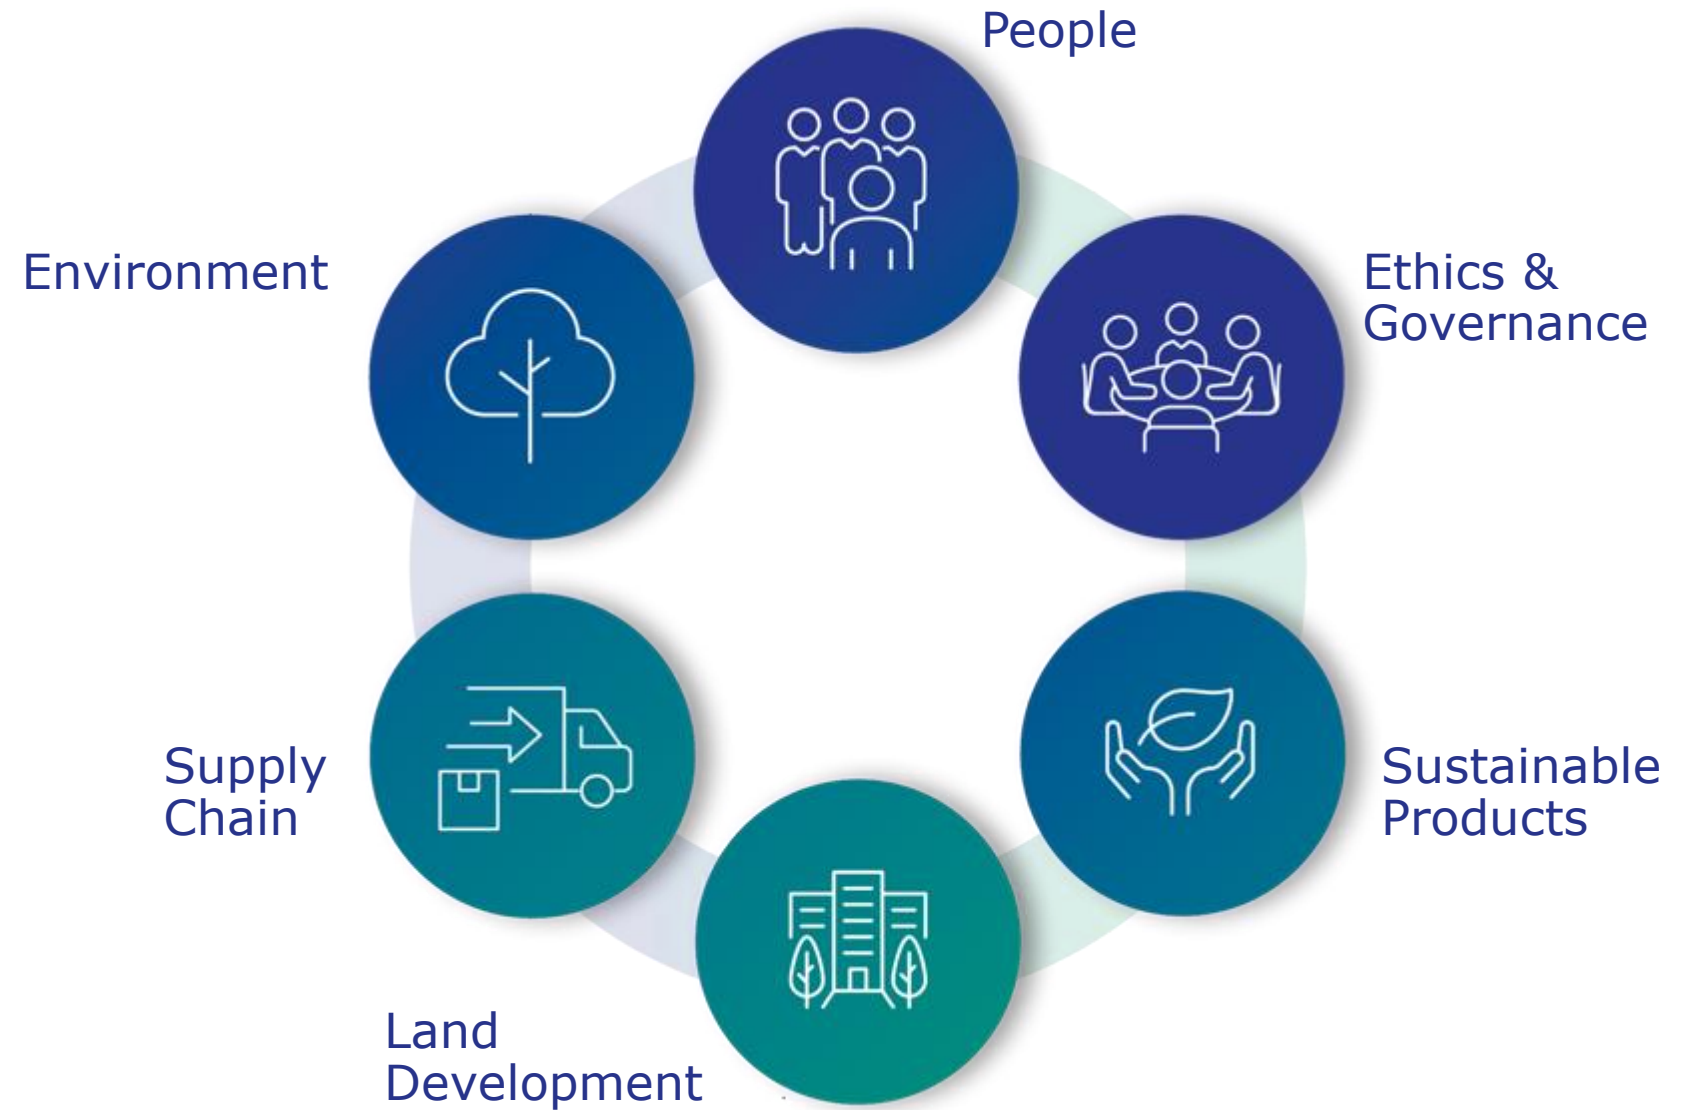 People
Environment
Ethics &
Governance
Supply
Chain
Sustainable
Products
Land
Development